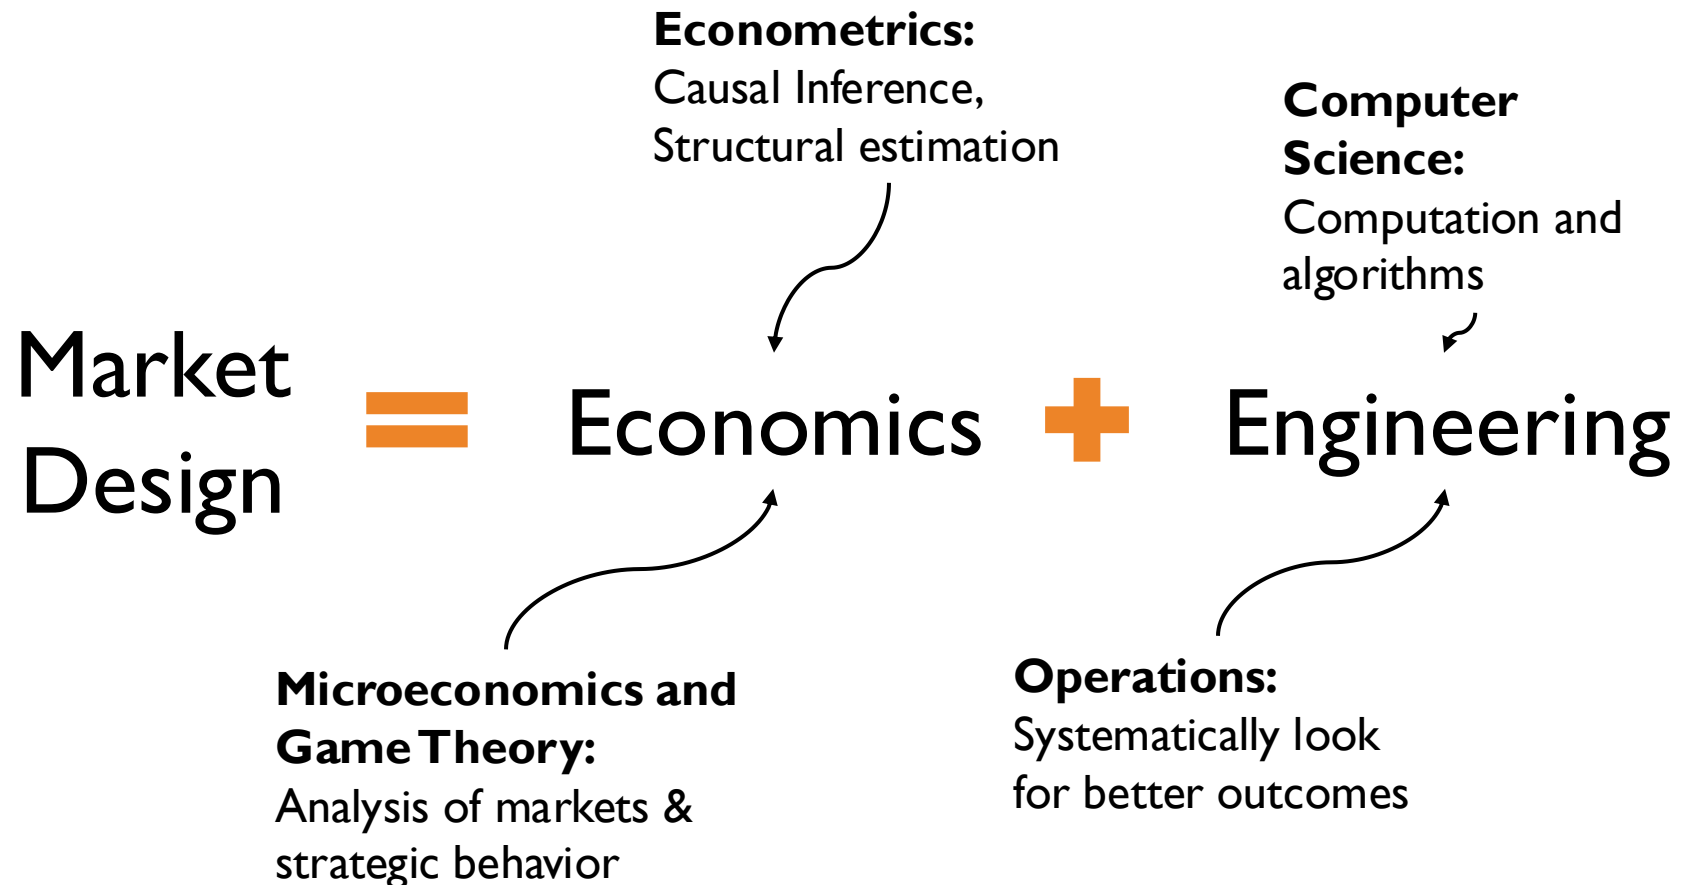 Econometrics:
Causal Inference,
Structural estimation
Computer
Science:
Computation and
algorithms
Market
Design
=
Economics
+
Engineering
Microeconomics and
Game Theory:
Analysis of markets &
strategic behavior
Operations:
Systematically look
for better outcomes